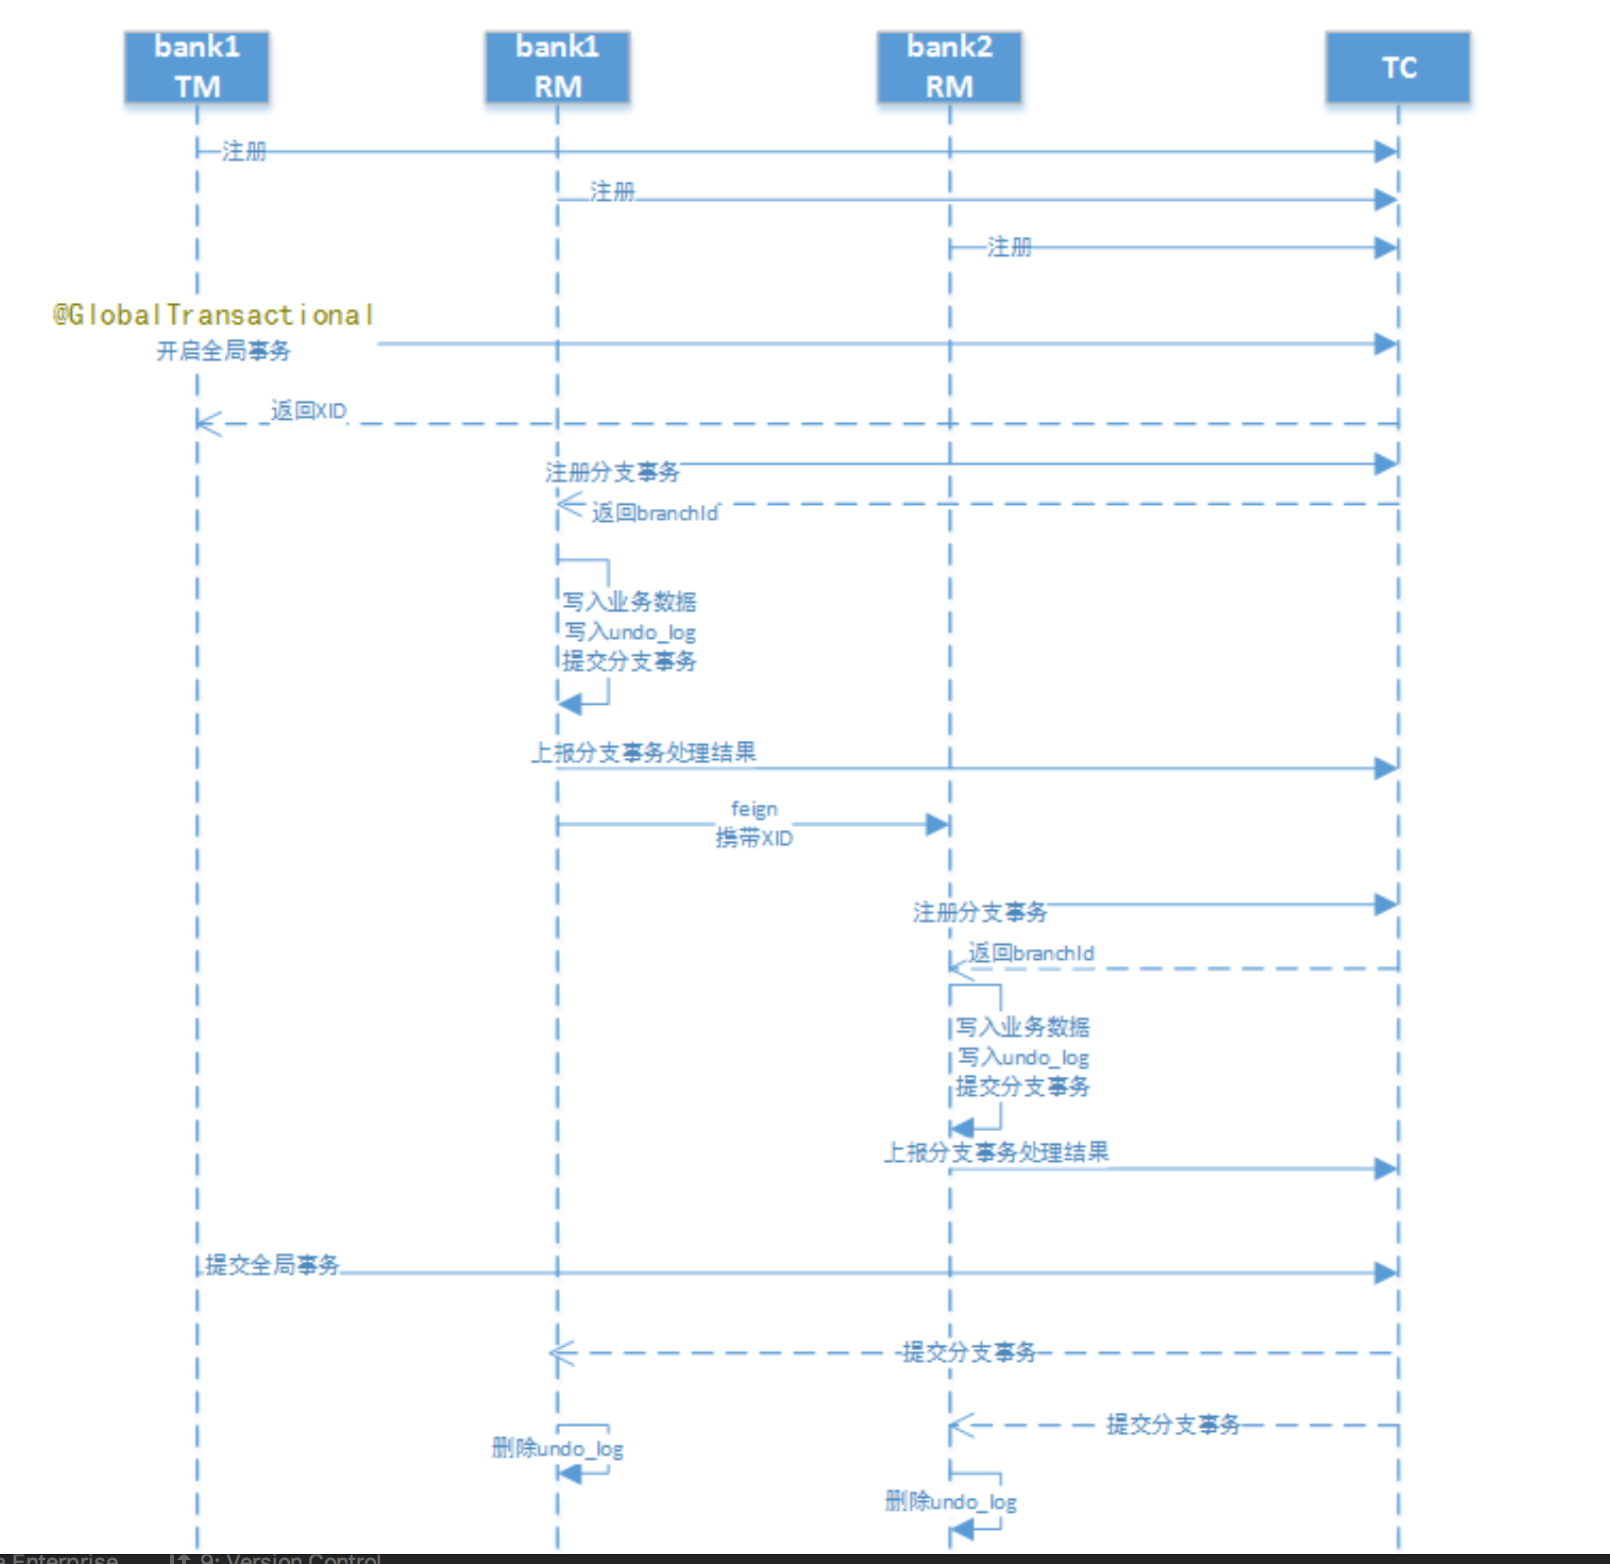 bank1
TM
bank1
RM
bank2
RM
TC
注册
注册
注册
@GlobalTransactional
开启全局事务
返回XID
注册分支事务
返回branchId
写入业务数据
写入undo_log
提交分支事务
上报分支事务处理结果
feign
携带XID
注册分支事务
返回branchId
写入业务数据
写入undo_log
提交分支事务
上报分支事务处理结果
提交全局事务
提交分支事务
提交分支事务
删除undo_log
删除undo_log
Enterprise
9: Version Control